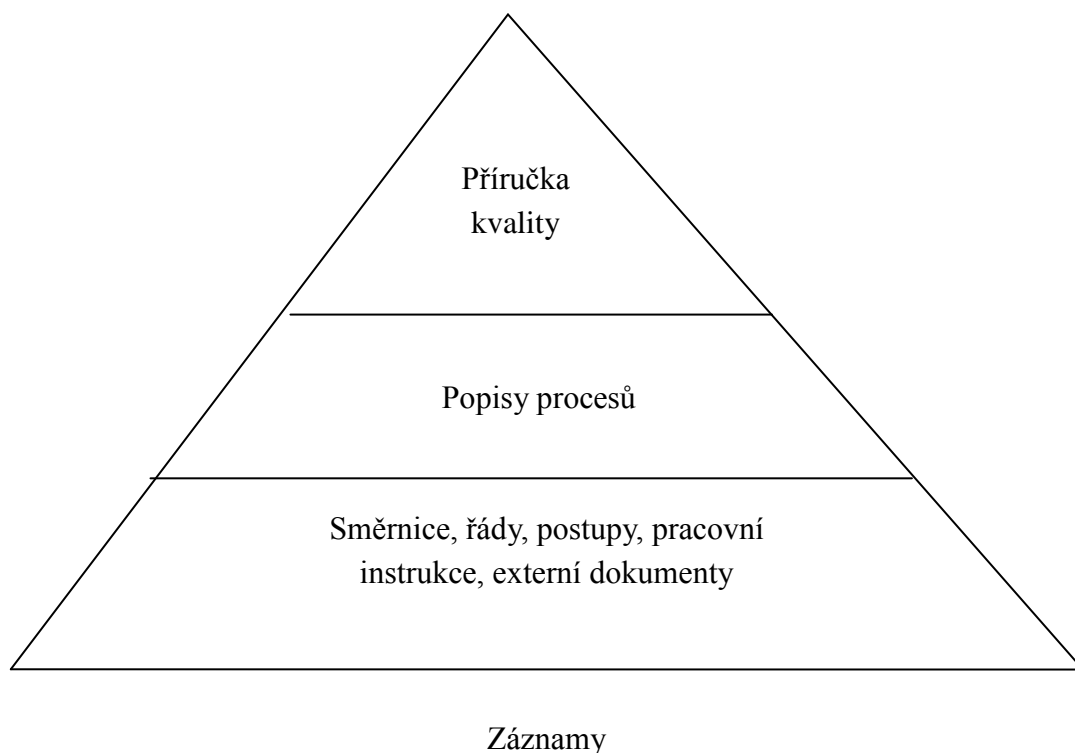 Příručka
kvality
Popisy procesů
Směrnice, řády, postupy, pracovní
instrukce, externí dokumenty
Záznamy